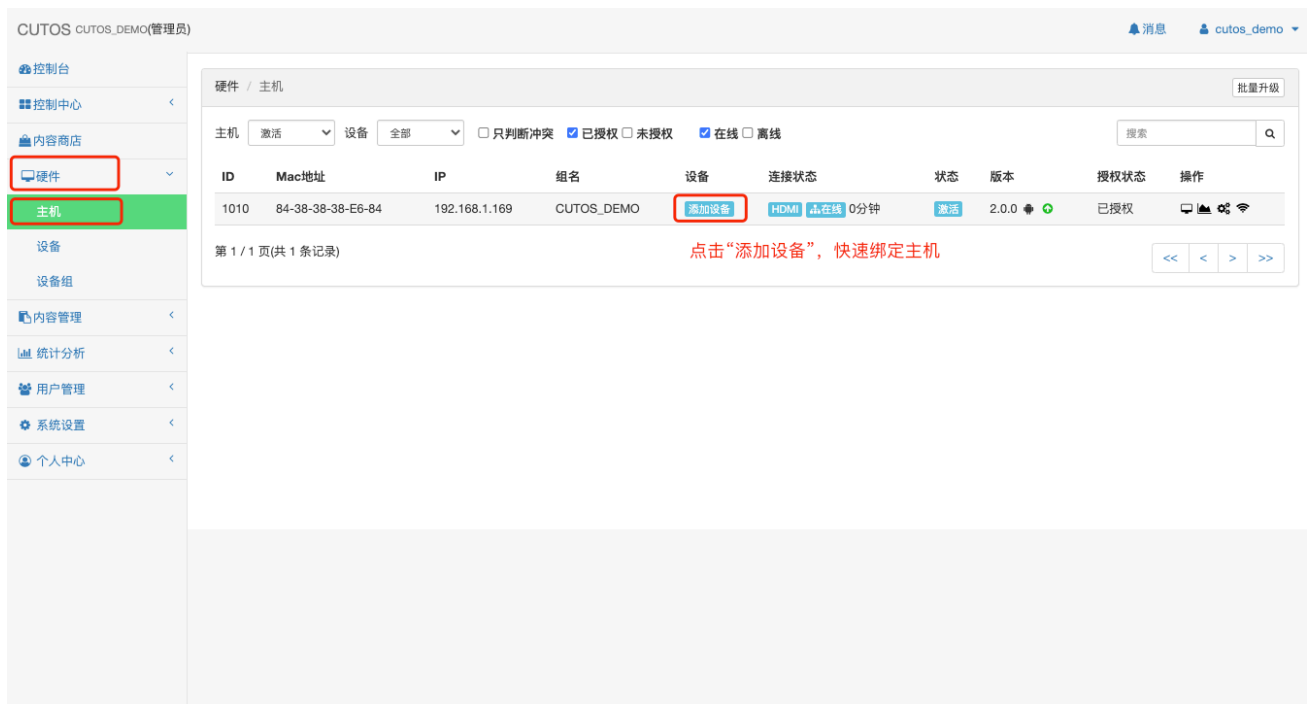 CUTOS CUTOS_DEMO(管理员)
消息 cutos_demo
控制台
控制中心
内容商店
硬件
主机
设备
设备组
内容管理
统计分析
用户管理
系统设置
个人中心
硬件 / 主机 批量升级
主机 激活 设备 全部 只判断冲突 已授权 未授权 在线 离线 搜索
ID Mac地址 IP 组名 设备 连接状态 状态 版本 授权状态 操作
1010 84-38-38-38-E6-84 192.168.1.169 CUTOS_DEMO 添加设备 HDMI 在线 0分钟 激活 2.0.0 已授权
第 1 / 1 页(共 1 条记录) << < > >>
点击“添加设备”，快速绑定主机